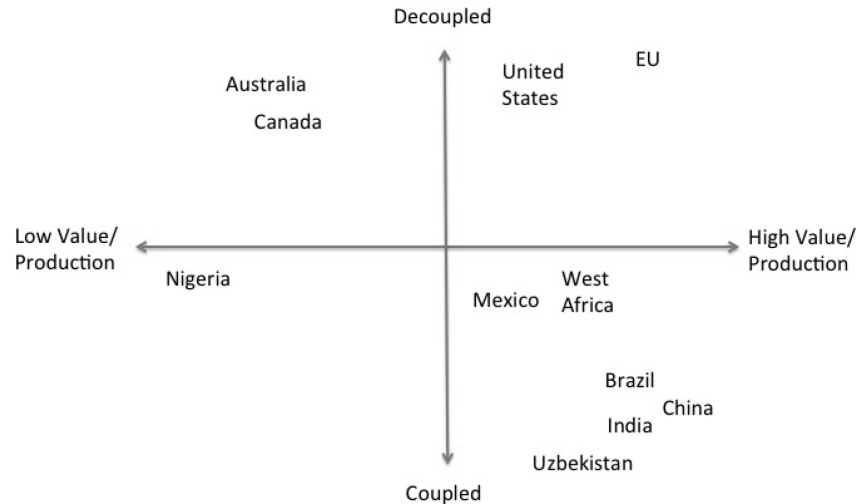 Decoupled
EU
United
States
Australia
Canada
Low Value/
Production
High Value/
Production
Nigeria
West
Africa
Mexico
Brazil
China
India
Uzbekistan
Coupled